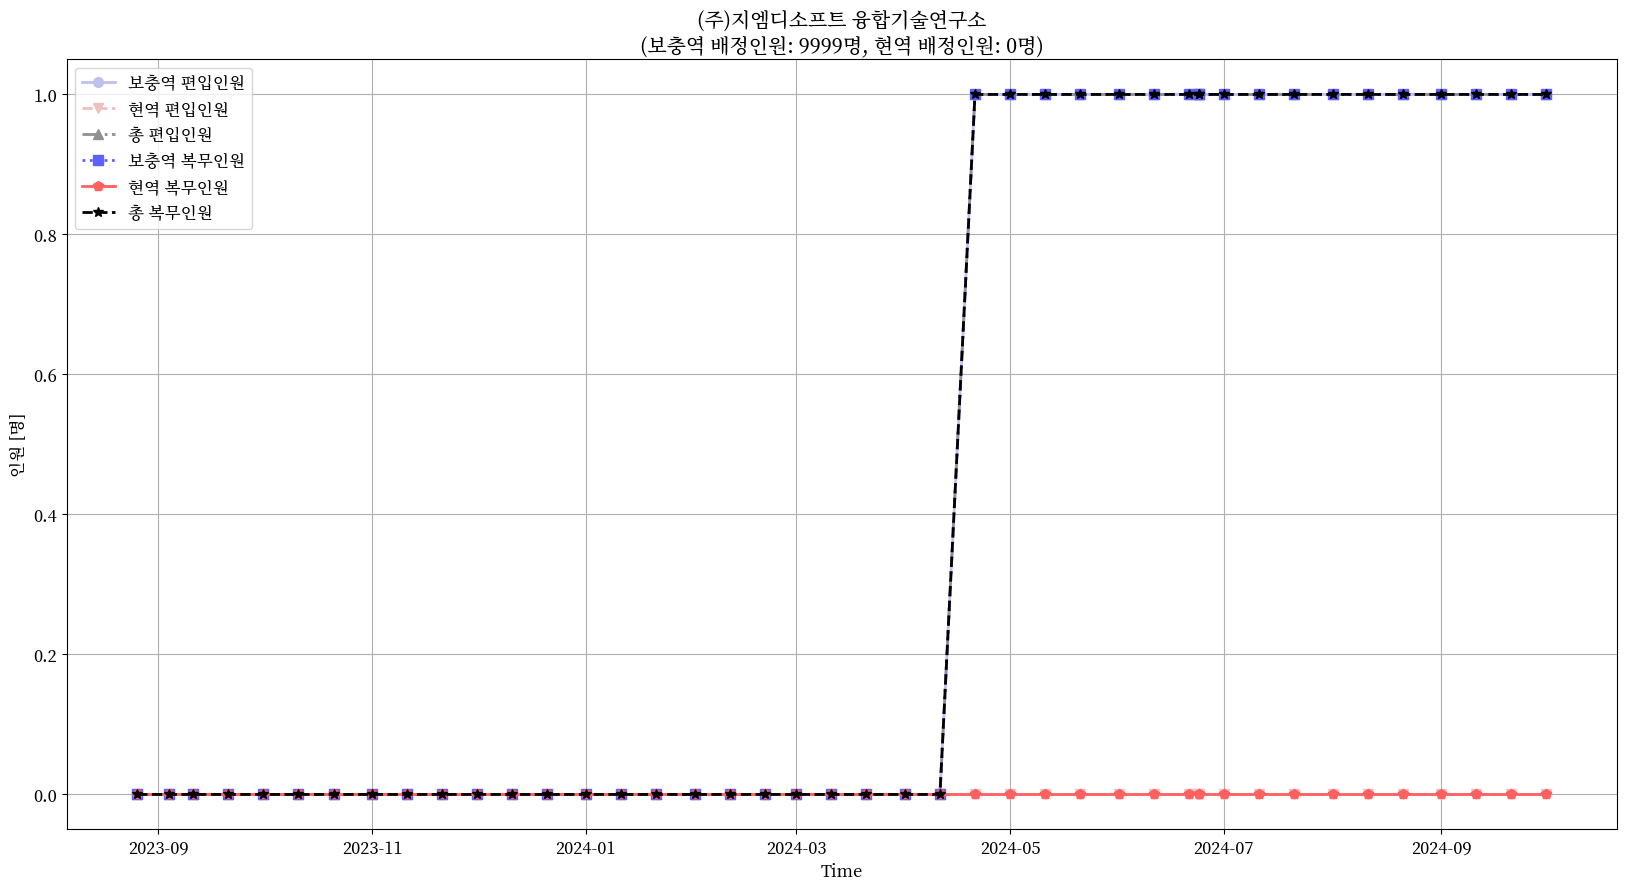 (주)지엠디소프트 융합기술연구소
(보충역 배정인원: 9999명, 현역 배정인원: 0명)
보충역 편입인원
현역 편입인원
총 편입인원
보충역 복무인원
현역 복무인원
총 복무인원
1.0
0.8
0.6
0.4
0.2
0.0
인원 [명]
2023-09
2023-11
2024-01
2024-03
2024-05
2024-07
2024-09
Time